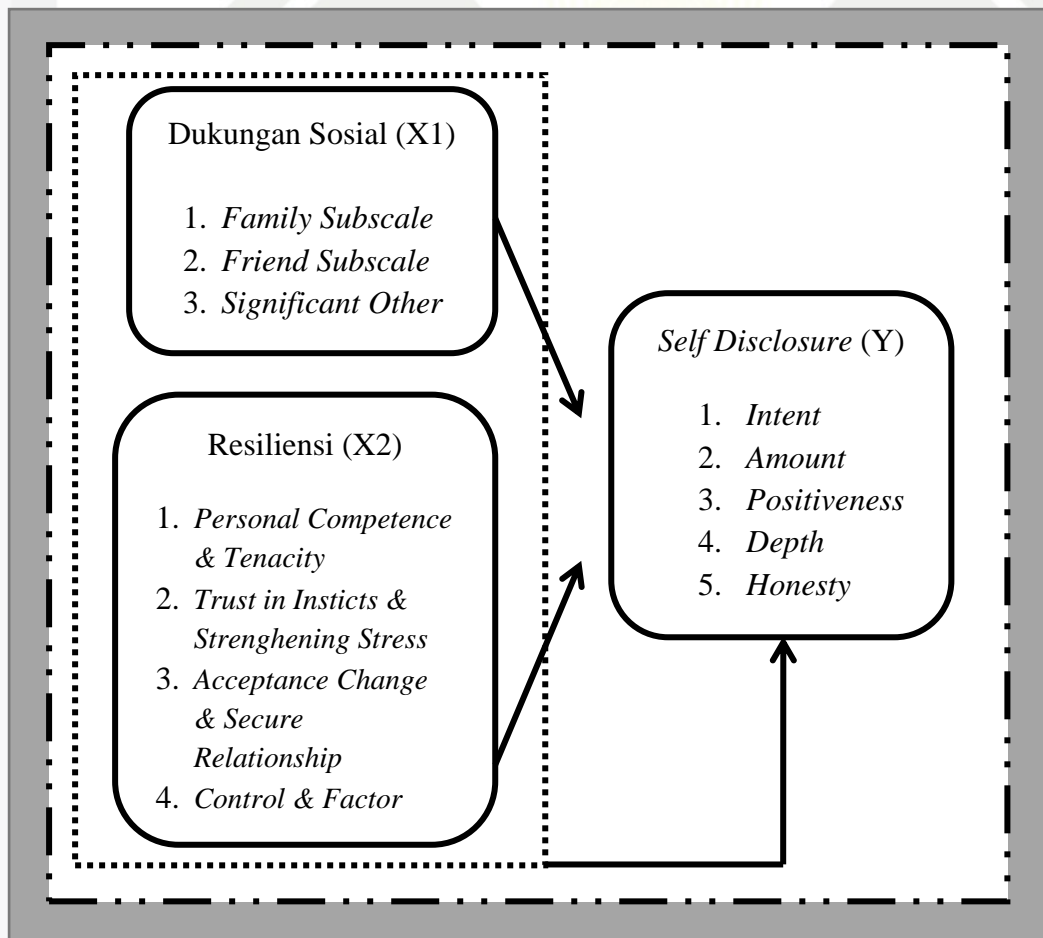 Dukungan Sosial (X1)
1. Family Subscale
2. Friend Subscale
3. Significant Other
Resiliensi (X2)
1. Personal Competence
& Tenacity
2. Trust in Insticts &
Strenghening Stress
3. Acceptance Change
& Secure
Relationship
4. Control & Factor
Self Disclosure (Y)
1. Intent
2. Amount
3. Positiveness
4. Depth
5. Honesty